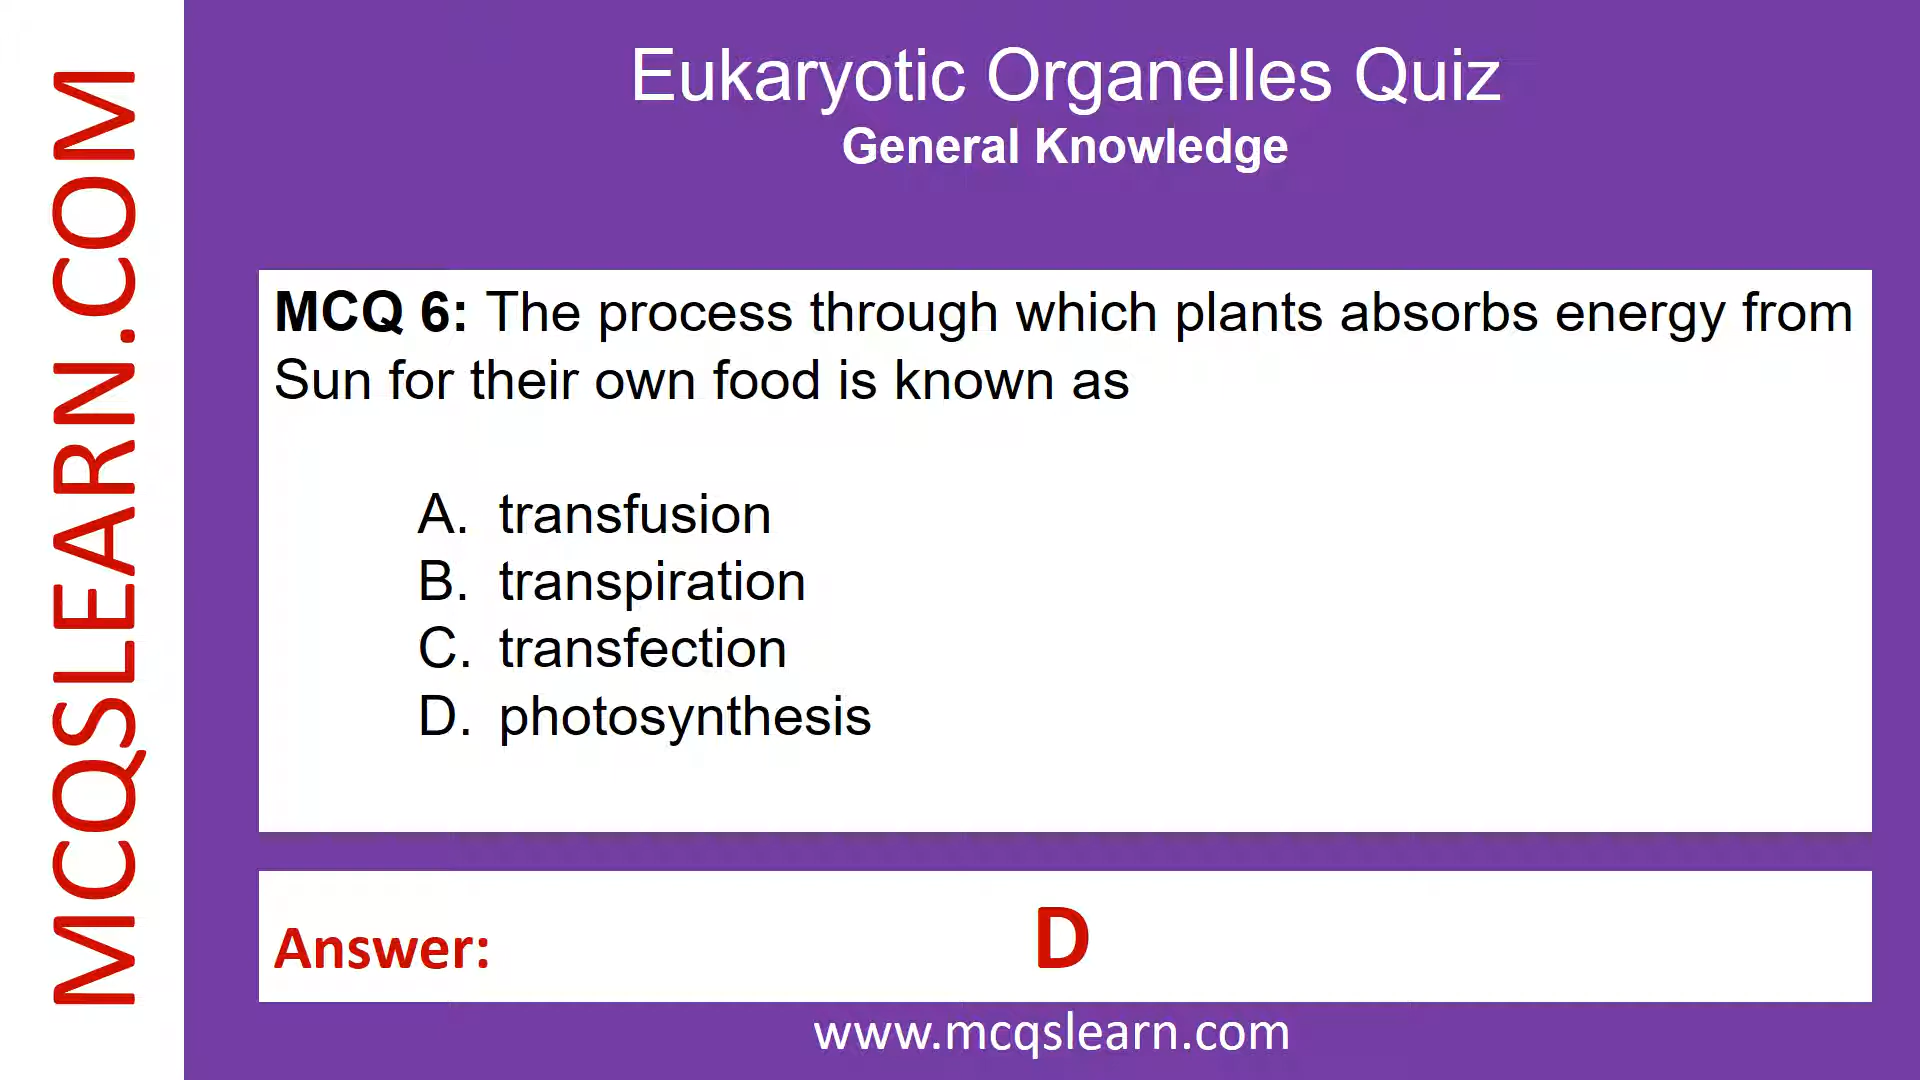 MCQSLEARN.COM
Eukaryotic Organelles Quiz
General Knowledge
MCQ 6: The process through which plants absorbs energy from
Sun for their own food is known as
A. transfusion
B. transpiration
C. transfection
D. photosynthesis
Answer: D
www.mcqslearn.com